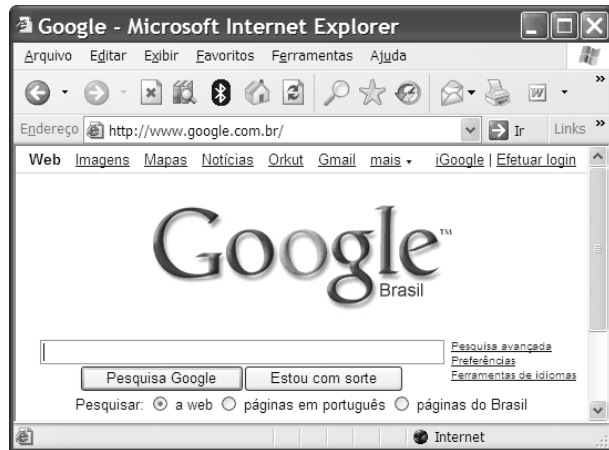 Google - Microsoft Internet Explorer
Arquivo Editar Exibir Favoritos Ferramentas Ajuda
W
Endereço http://www.google.com.br/ Ir Links »
Web Imagens Mapas Notícias Orkut Gmail mais iGoogle | Efetuar login
Google™
Brasil
Pesquisa avançada
Preferências
Ferramentas de idiomas
Pesquisa Google Estou com sorte
Pesquisar: a web páginas em português páginas do Brasil
Internet